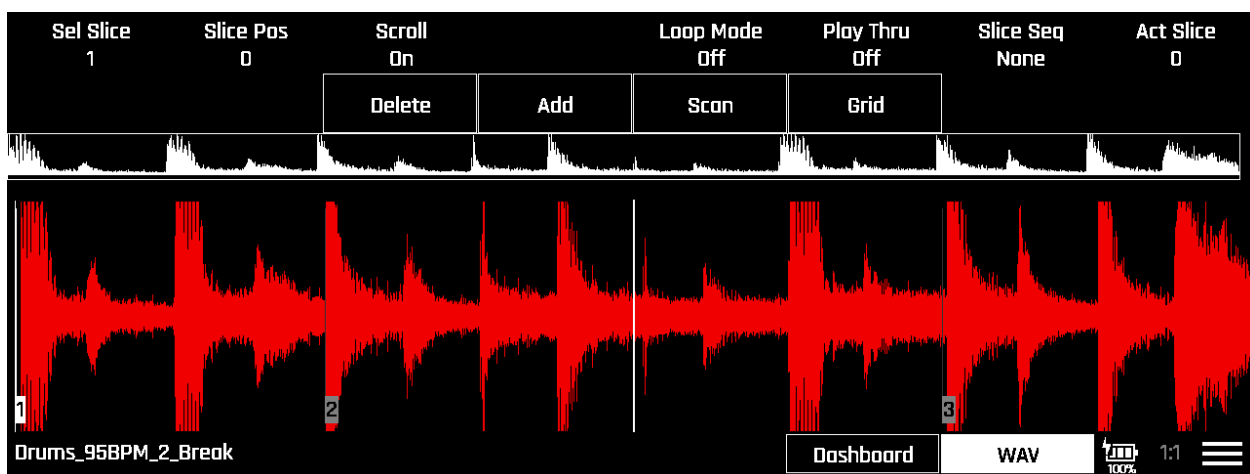 Sel Slice Slice Pos Scroll Loop Mode Play Thru Slice Seq Act Slice
1 0 On Off Off None 0
Delete Add Scan Grid
1 2 3
Drums_95BPM_2_Break Dashboard WAV 100% 1:1